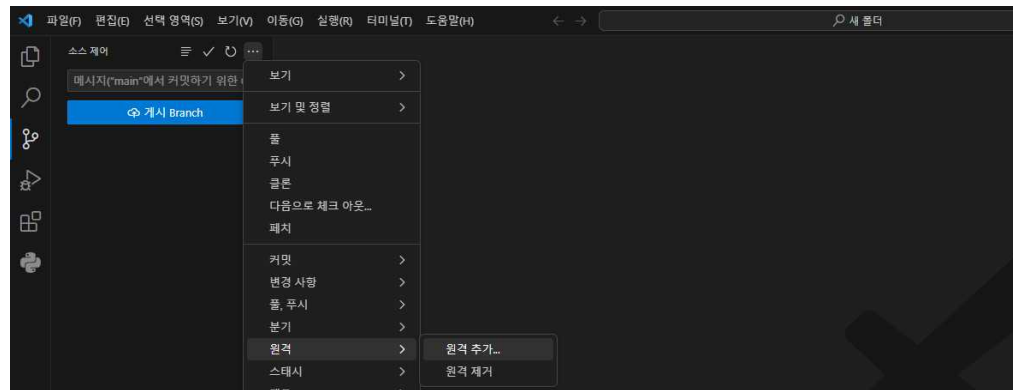 파일(F) 편집(E) 선택 영역(S) 보기(V) 이동(G) 실행(R) 터미널(T) 도움말(H) 새 폴더
소스 제어
메시지("main"에서 커밋하기 위한
게시 Branch
보기
보기 및 정렬
풀
푸시
클론
다음으로 체크 아웃...
페치
커밋
변경 사항
풀, 푸시
분기
원격
원격 추가...
스태시
원격 제거